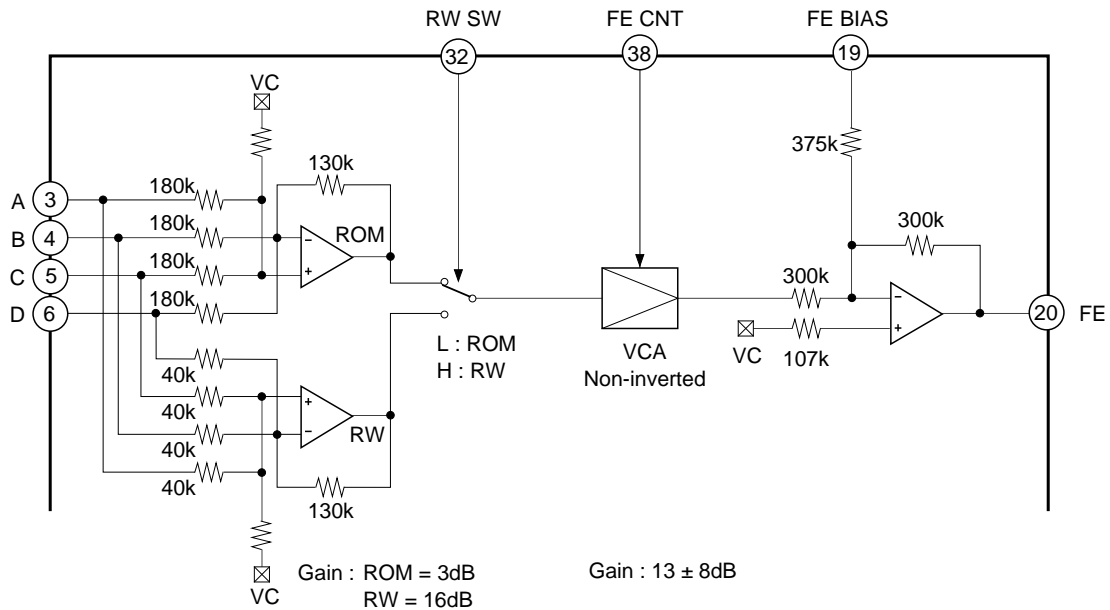 RW SW
FE CNT
FE BIAS
32
38
19
VC
375k
130k
A 3
180k
B 4
180k
ROM
300k
C 5
180k
300k
D 6
180k
20 FE
L : ROM
H : RW
VCA
Non-inverted
VC
107k
40k
40k
RW
40k
40k
130k
VC
Gain : ROM = 3dB
RW = 16dB
Gain : 13 ± 8dB